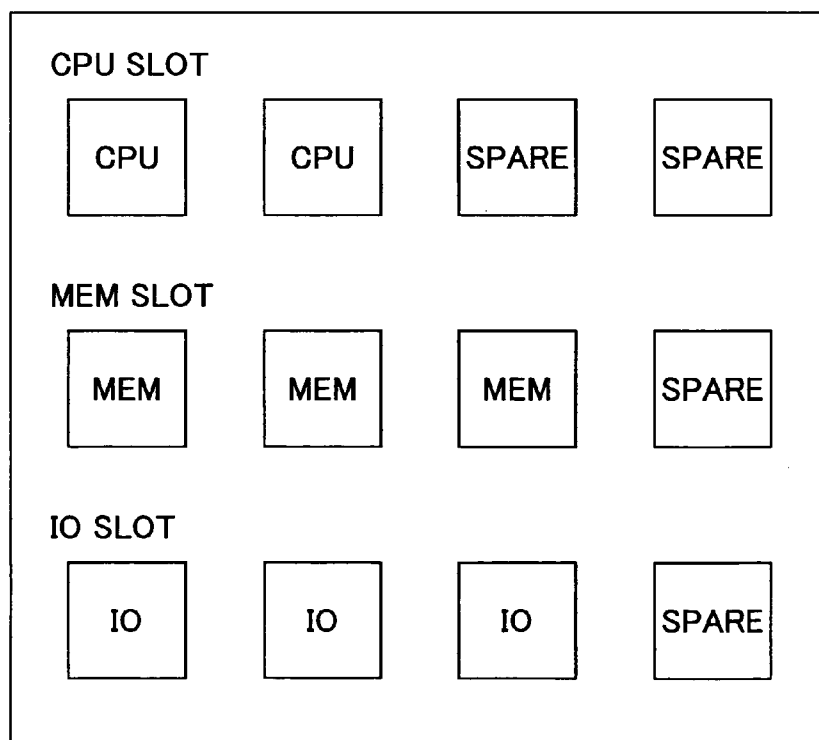 CPU SLOT
CPU CPU SPARE SPARE
MEM SLOT
MEM MEM MEM SPARE
IO SLOT
IO IO IO SPARE